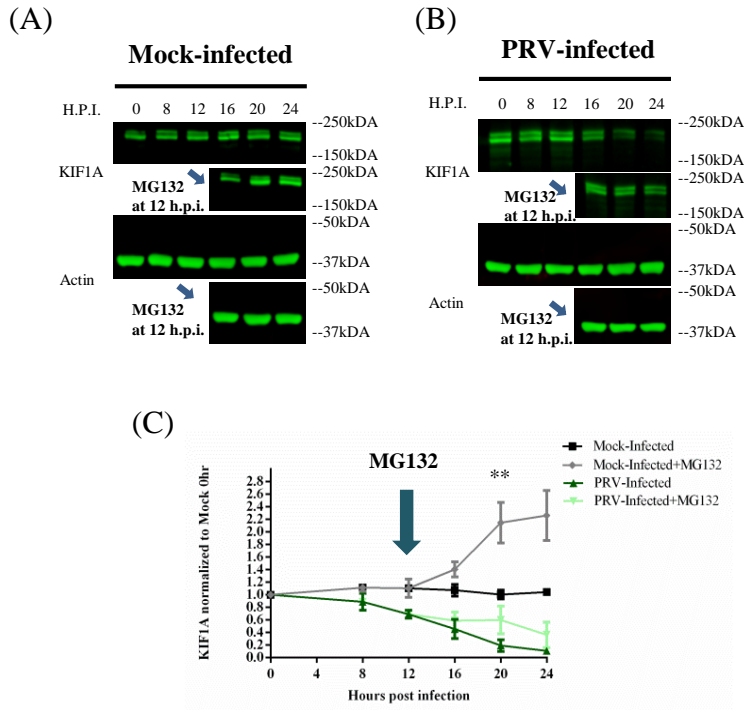 (A)
Mock-infected
H.P.I.
0 8 12 16 20 24
--250kDA
--150kDA
KIF1A
MG132
at 12 h.p.i.
--250kDA
--150kDA
--50kDA
--37kDA
Actin
MG132
at 12 h.p.i.
--50kDA
--37kDA
(B)
PRV-infected
H.P.I.
0 8 12 16 20 24
--250kDA
--150kDA
KIF1A
MG132
at 12 h.p.i.
--250kDA
--150kDA
--50kDA
--37kDA
Actin
MG132
at 12 h.p.i.
--50kDA
--37kDA
(C)
MG132
**
Mock-Infected
Mock-Infected+MG132
PRV-Infected
PRV-Infected+MG132
KIF1A normalized to Mock 0hr
2.8
2.6
2.4
2.2
2.0
1.8
1.6
1.4
1.2
1.0
0.8
0.6
0.4
0.2
0.0
0 4 8 12 16 20 24
Hours post infection